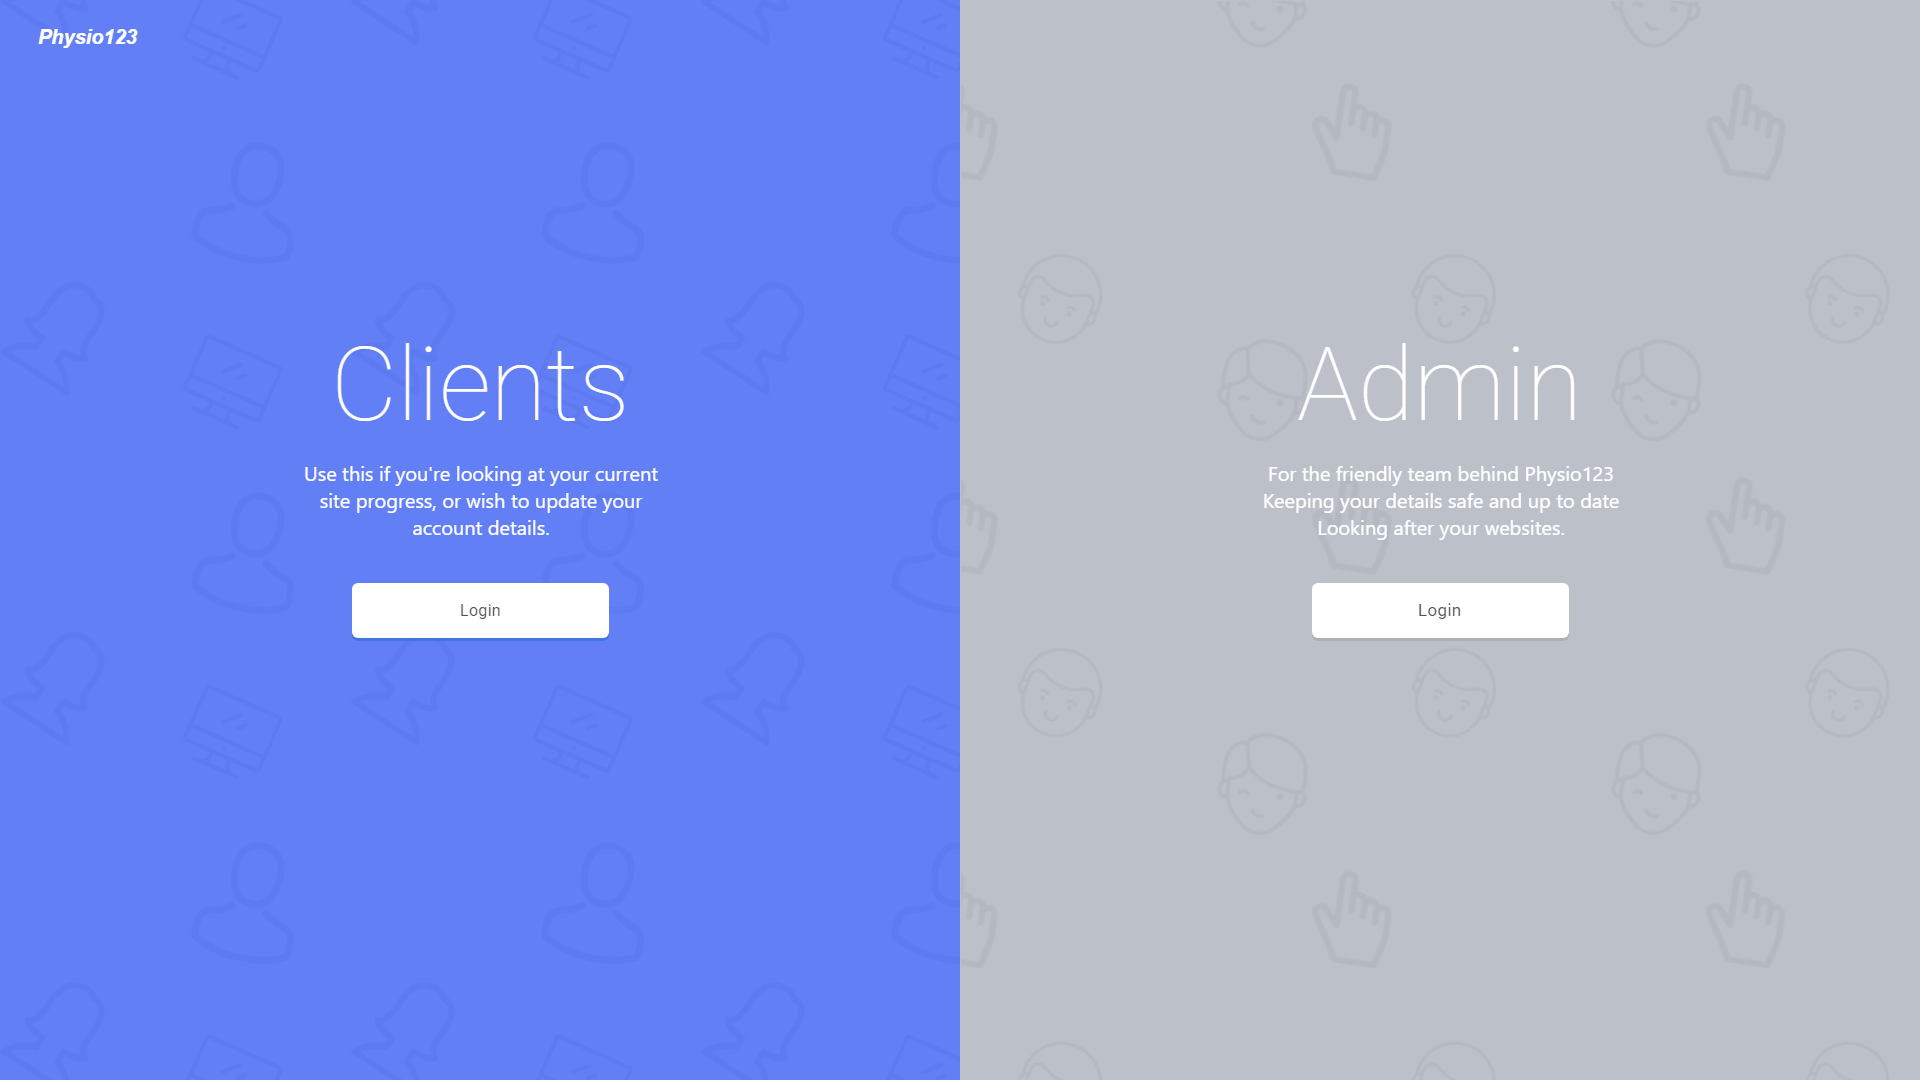 Physio123
Clients
Use this if you're looking at your current
site progress, or wish to update your
account details.
Login
Admin
For the friendly team behind Physio123
Keeping your details safe and up to date
Looking after your websites.
Login